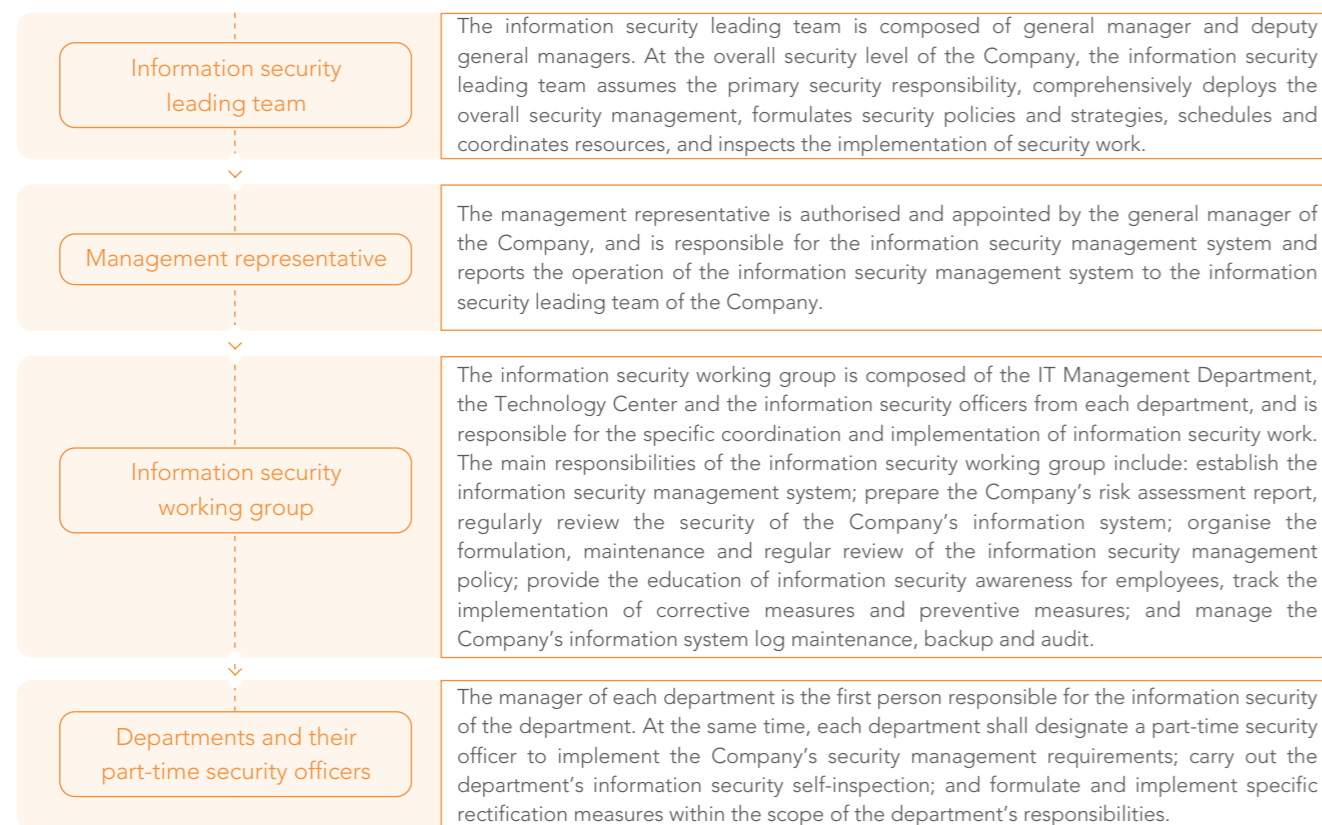 Information security
leading team
The information security leading team is composed of general manager and deputy
general managers. At the overall security level of the Company, the information security
leading team assumes the primary security responsibility, comprehensively deploys the
overall security management, formulates security policies and strategies, schedules and
coordinates resources, and inspects the implementation of security work.
Management representative
The management representative is authorised and appointed by the general manager of
the Company, and is responsible for the information security management system and
reports the operation of the information security management system to the information
security leading team of the Company.
Information security
working group
The information security working group is composed of the IT Management Department,
the Technology Center and the information security officers from each department, and is
responsible for the specific coordination and implementation of information security work.
The main responsibilities of the information security working group include: establish the
information security management system; prepare the Company's risk assessment report,
regularly review the security of the Company's information system; organise the
formulation, maintenance and regular review of the information security management
policy; provide the education of information security awareness for employees, track the
implementation of corrective measures and preventive measures; and manage the
Company's information system log maintenance, backup and audit.
Departments and their
part-time security officers
The manager of each department is the first person responsible for the information security
of the department. At the same time, each department shall designate a part-time security
officer to implement the Company's security management requirements; carry out the
department's information security self-inspection; and formulate and implement specific
rectification measures within the scope of the department's responsibilities.